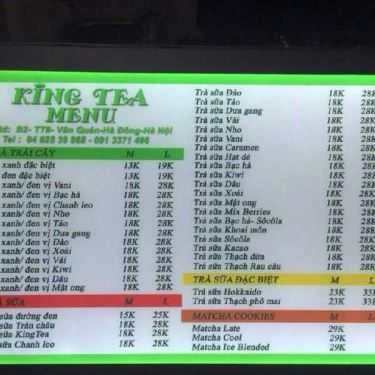 KING TEA
MENU
B2- TT8- Văn Quán-Hà Đông-Hà Nội
Tel :
TRÁI CÂY M L
xanh đặc biệt 13K 19K
đen đặc biệt 13K 19K
xanh/ đen vị Vani 18K 28K
xanh/ đen vị Bạc hà 18K 28K
xanh/ đen vị Chanh leo 18K 28K
xanh/ đen vị Nho 18K 28K
xanh/ đen vị Táo 18K 28K
xanh/ đen vị Dưa gang 18K 28K
xanh/ đen vị Đào 18K 28K
xanh/ đen vị Xoài 18K 28K
xanh/ đen vị Vải 18K 28K
xanh/ đen vị Kiwi 18K 28K
xanh/ đen vị Dâu 18K 28K
xanh/ đen vị Mật ong 18K 28K
SỮA M L
sữa đường đen 15K 25K
sữa Trân châu 18K 28K
sữa KingTea 18K 28K
sữa Chanh leo 18K 28K
Trà sữa Đào 18K 28K
Trà sữa Táo 18K 28K
Trà sữa Dưa gang 18K 28K
Trà sữa Vải 18K 28K
Trà sữa Nho 18K 28K
Trà sữa Vani 18K 28K
Trà sữa Caramen 18K 28K
Trà sữa Hạt dẻ 18K 28K
Trà sữa Bạc hà 18K 28K
Trà sữa Kiwi 18K 28K
Trà sữa Dâu 18K 28K
Trà sữa Xoài 18K 28K
Trà sữa Mật ong 18K 28K
Trà sữa Mix Berries 18K 28K
Trà sữa Bạc hà- Sôcôla 18K 28K
Trà sữa Khoai môn 18K 28K
Trà sữa Sôcôla 18K 28K
Trà sữa Kacao 18K 28K
Trà sữa Thạch dừa 18K 28K
Trà sữa Thạch Rau câu 18K 28K
TRÀ SỮA ĐẶC BIỆT M L
Trà sữa Hokkaido 23K 33K
Trà sữa Thạch phô mai 23K 33K
MATCHA COOKIES M L
Matcha Late 29K
Matcha Cool 29K
Matcha Ice Blended 29K